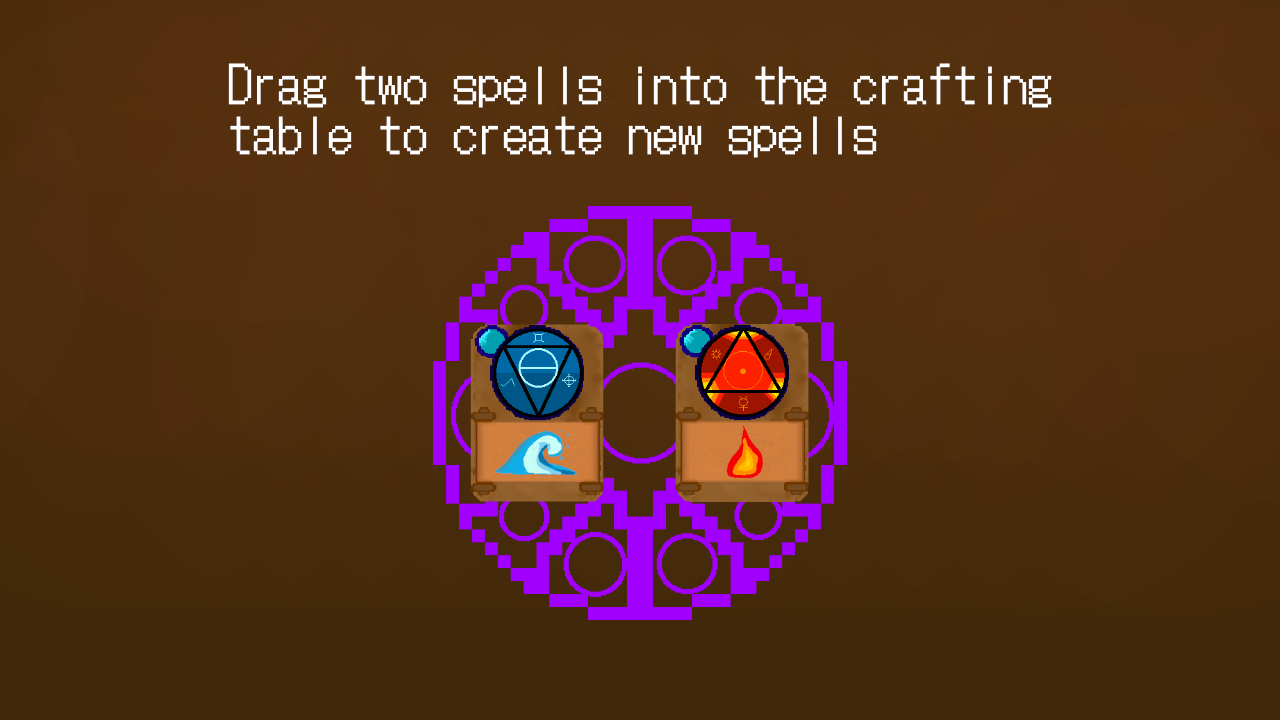 Drag two spells into the crafting
table to create new spells